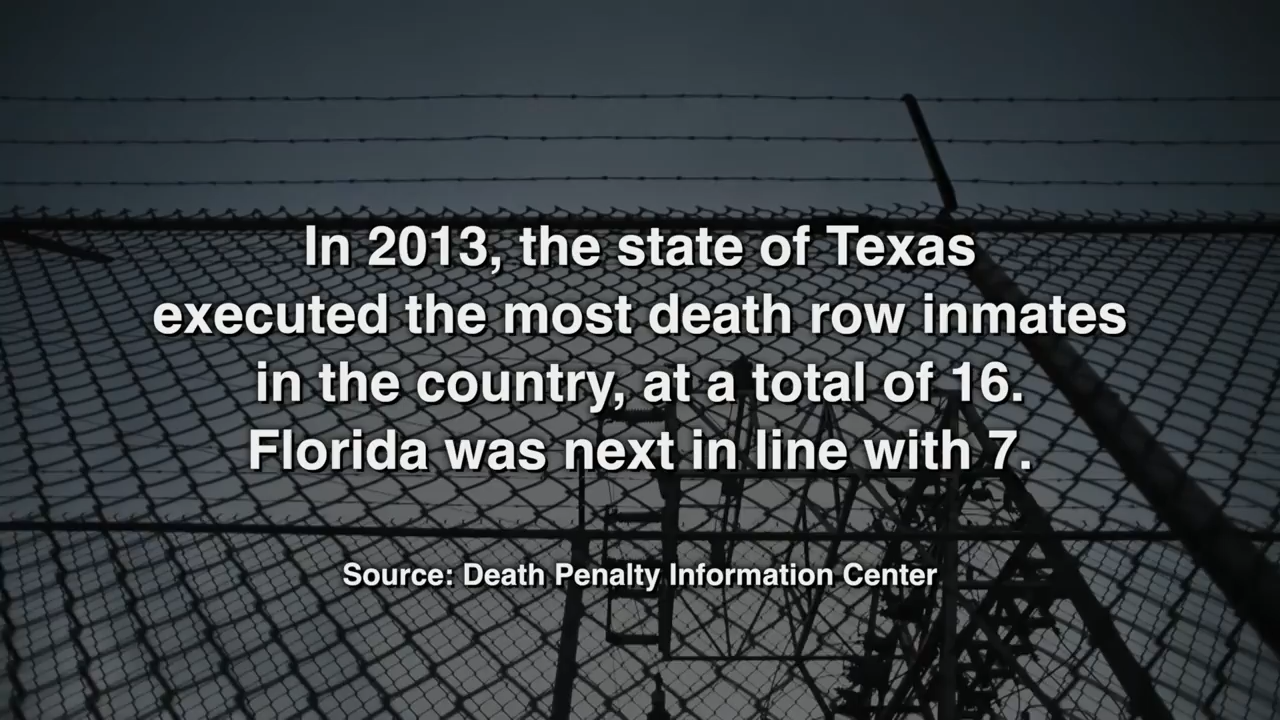 In 2013, the state of Texas
executed the most death row inmates
in the country, at a total of 16.
Florida was next in line with 7.
Source: Death Penalty Information Center